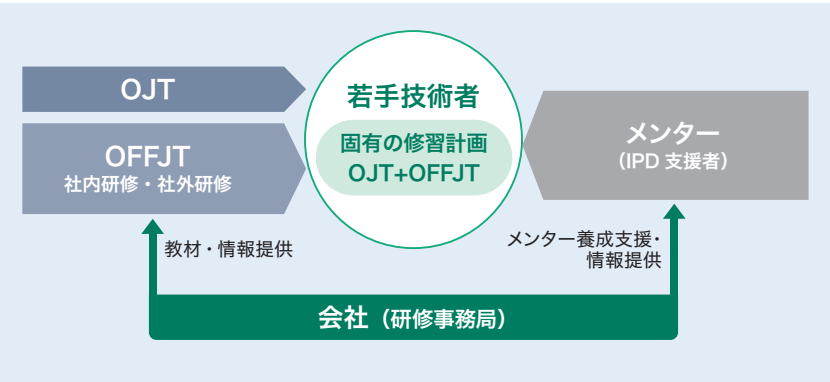 OJT
OFFJT
社内研修・社外研修
若手技術者
固有の修習計画
OJT+OFFJT
メンター
（IPD 支援者）
教材・情報提供
メンター養成支援・
情報提供
会社（研修事務局）